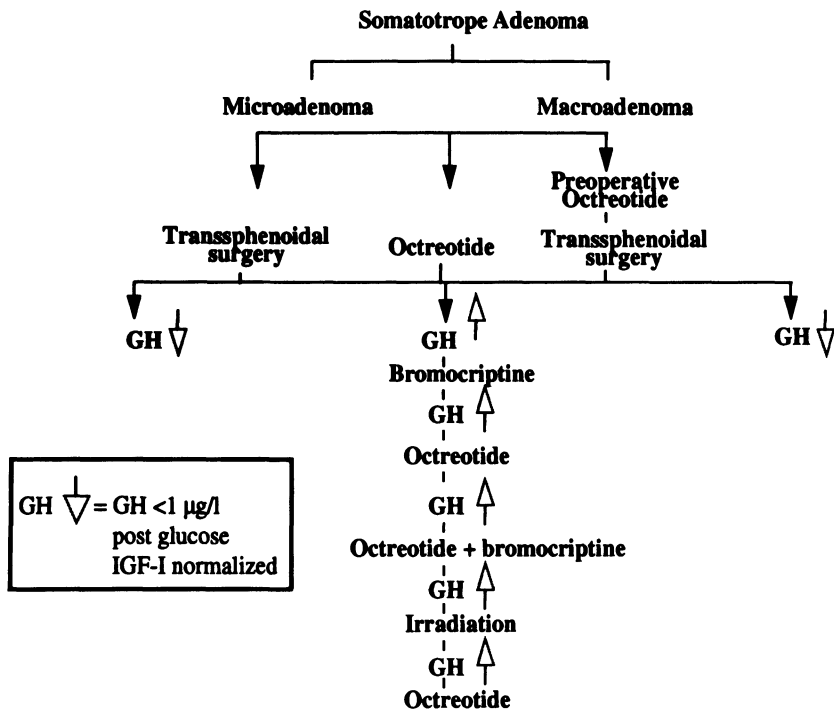 Somatotrope Adenoma
Microadenoma
Macroadenoma
Preoperative
Octreotide
Transsphenoidal
surgery
Octreotide
Transsphenoidal
surgery
GH
GH
GH
Bromocriptine
GH
Octreotide
GH
Octreotide + bromocriptine
GH
Irradiation
GH
Octreotide
GH = GH <1 µg/l
post glucose
IGF-I normalized